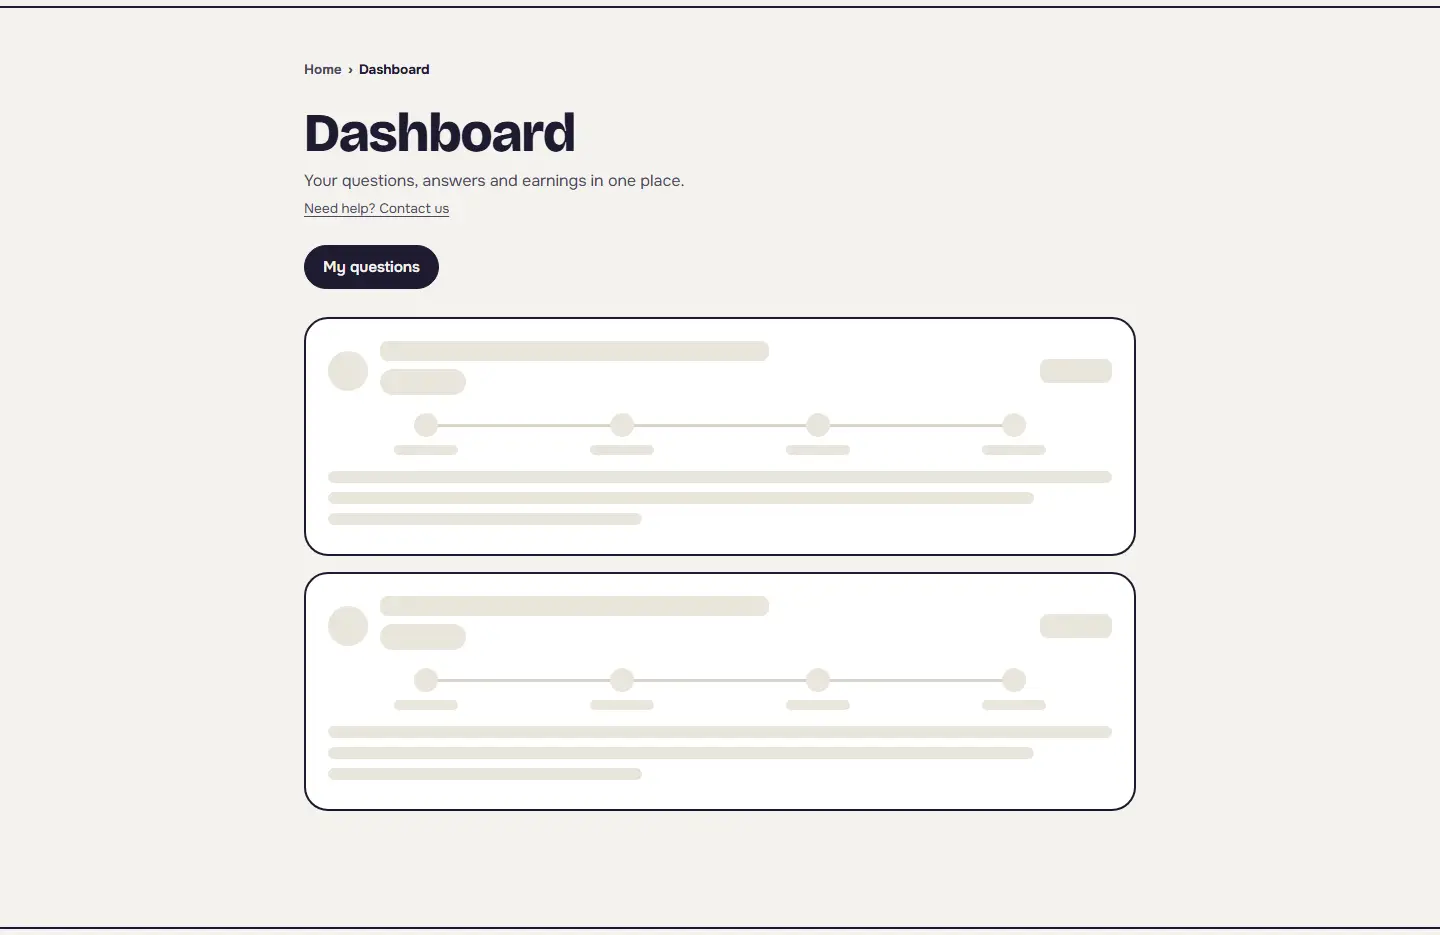 Home › Dashboard
Dashboard
Your questions, answers and earnings in one place.
Need help? Contact us
My questions